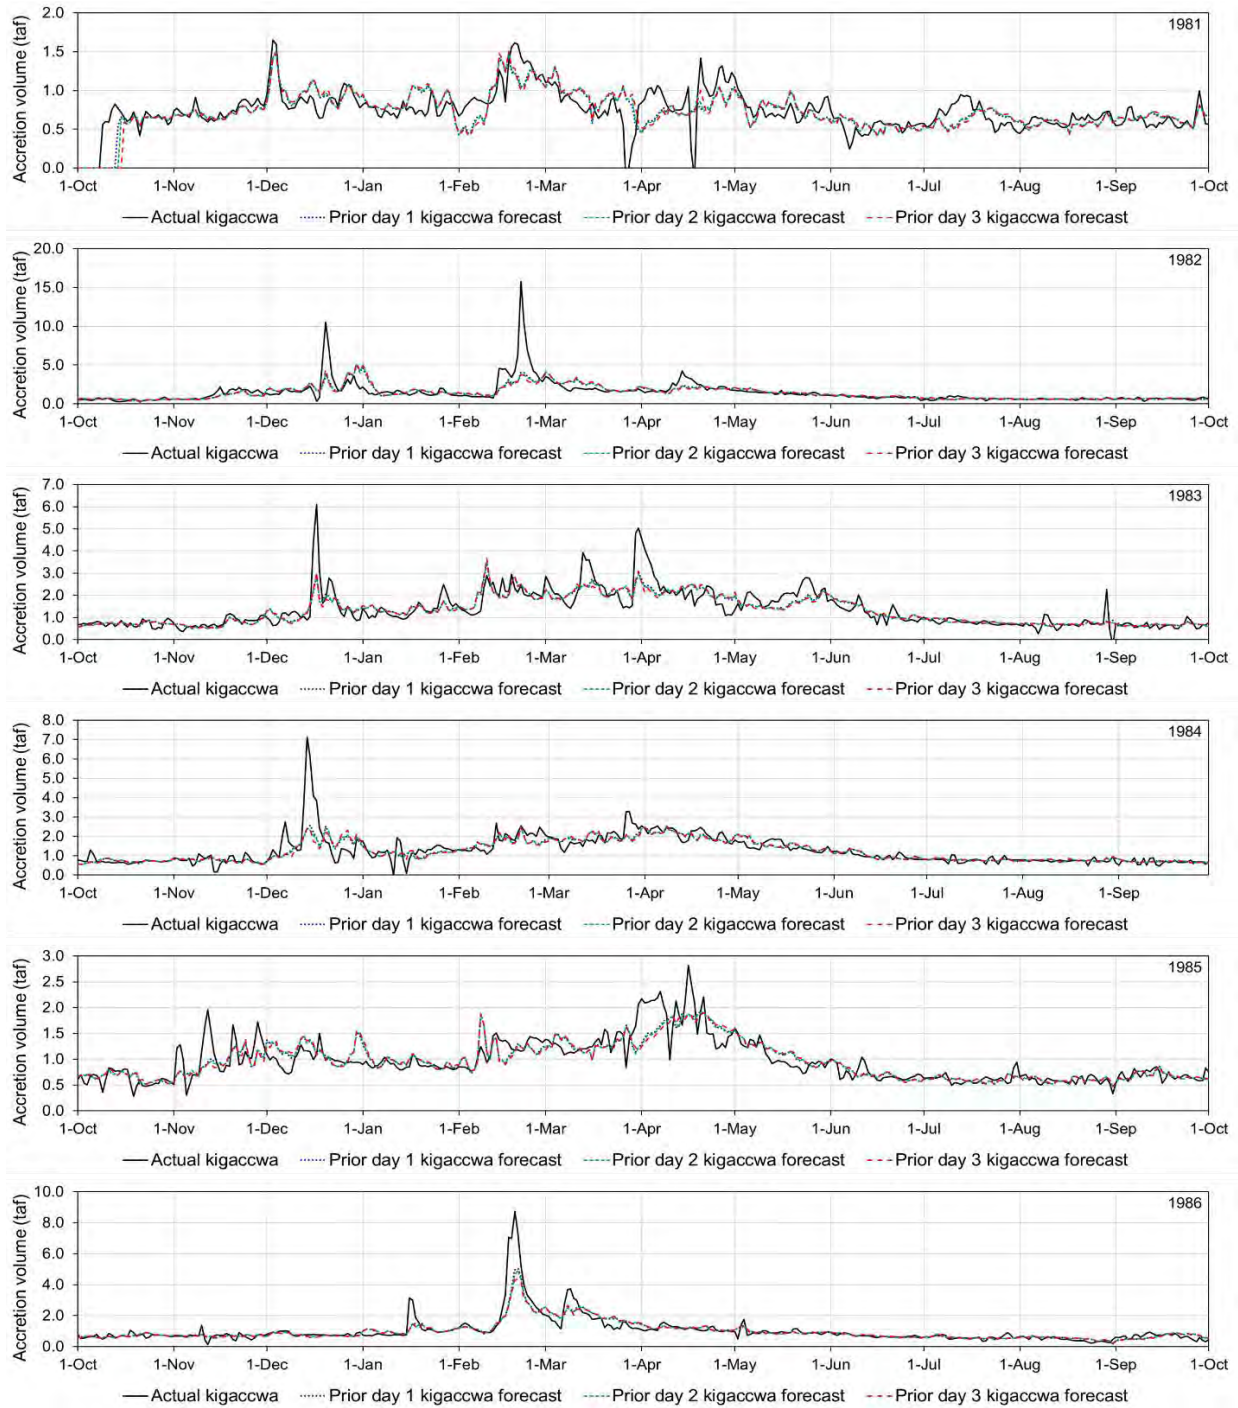 Accretion volume (taf)
2.0
1981
1.5
1.0
0.5
0.0
1-Oct 1-Nov 1-Dec 1-Jan 1-Feb 1-Mar 1-Apr 1-May 1-Jun 1-Jul 1-Aug 1-Sep 1-Oct
Actual kigaccwa Prior day 1 kigaccwa forecast Prior day 2 kigaccwa forecast Prior day 3 kigaccwa forecast
Accretion volume (taf)
20.0
1982
15.0
10.0
5.0
0.0
1-Oct 1-Nov 1-Dec 1-Jan 1-Feb 1-Mar 1-Apr 1-May 1-Jun 1-Jul 1-Aug 1-Sep 1-Oct
Actual kigaccwa Prior day 1 kigaccwa forecast Prior day 2 kigaccwa forecast Prior day 3 kigaccwa forecast
Accretion volume (taf)
7.0
1983
6.0
5.0
4.0
3.0
2.0
1.0
0.0
1-Oct 1-Nov 1-Dec 1-Jan 1-Feb 1-Mar 1-Apr 1-May 1-Jun 1-Jul 1-Aug 1-Sep 1-Oct
Actual kigaccwa Prior day 1 kigaccwa forecast Prior day 2 kigaccwa forecast Prior day 3 kigaccwa forecast
Accretion volume (taf)
8.0
1984
7.0
6.0
5.0
4.0
3.0
2.0
1.0
0.0
1-Oct 1-Nov 1-Dec 1-Jan 1-Feb 1-Mar 1-Apr 1-May 1-Jun 1-Jul 1-Aug 1-Sep
Actual kigaccwa Prior day 1 kigaccwa forecast Prior day 2 kigaccwa forecast Prior day 3 kigaccwa forecast
Accretion volume (taf)
3.0
1985
2.5
2.0
1.5
1.0
0.5
0.0
1-Oct 1-Nov 1-Dec 1-Jan 1-Feb 1-Mar 1-Apr 1-May 1-Jun 1-Jul 1-Aug 1-Sep 1-Oct
Actual kigaccwa Prior day 1 kigaccwa forecast Prior day 2 kigaccwa forecast Prior day 3 kigaccwa forecast
Accretion volume (taf)
10.0
1986
8.0
6.0
4.0
2.0
0.0
1-Oct 1-Nov 1-Dec 1-Jan 1-Feb 1-Mar 1-Apr 1-May 1-Jun 1-Jul 1-Aug 1-Sep 1-Oct
Actual kigaccwa Prior day 1 kigaccwa forecast Prior day 2 kigaccwa forecast Prior day 3 kigaccwa forecast